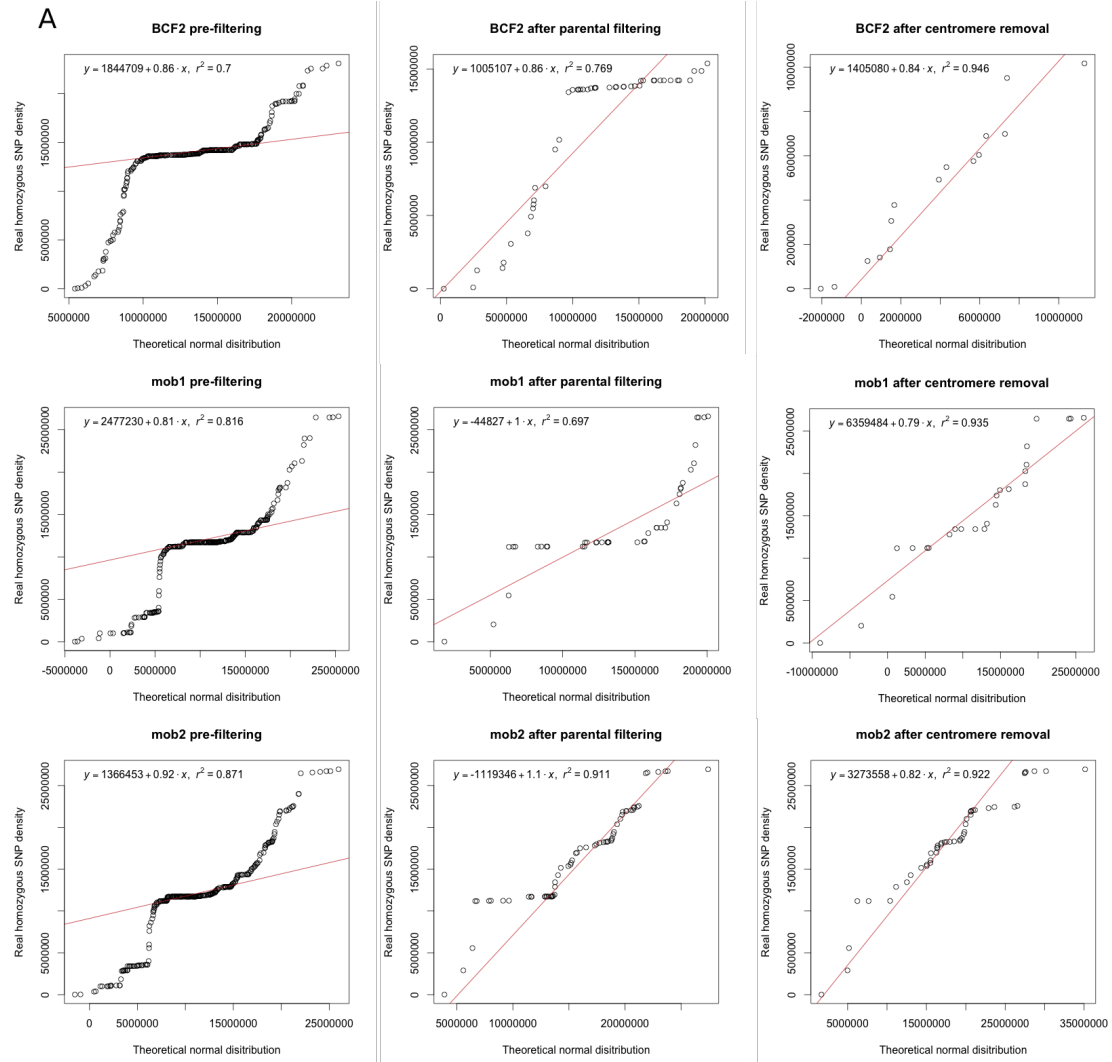 A
BCF2 pre-filtering
y = 1844709 + 0.86 · x, r² = 0.7
Real homozygous SNP density
0 5000000 15000000
5000000 10000000 15000000 20000000
Theoretical normal disitribution
BCF2 after parental filtering
y = 1005107 + 0.86 · x, r² = 0.769
Real homozygous SNP density
0 5000000 10000000 15000000
0 5000000 10000000 15000000 20000000
Theoretical normal disitribution
BCF2 after centromere removal
y = 1405080 + 0.84 · x, r² = 0.946
Real homozygous SNP density
0 2000000 6000000 10000000
-2000000 0 2000000 6000000 10000000
Theoretical normal disitribution
mob1 pre-filtering
y = 2477230 + 0.81 · x, r² = 0.816
Real homozygous SNP density
0 5000000 15000000 25000000
-5000000 0 5000000 15000000 25000000
Theoretical normal disitribution
mob1 after parental filtering
y = -44827 + 1 · x, r² = 0.697
Real homozygous SNP density
0 5000000 15000000 25000000
5000000 10000000 15000000 20000000
Theoretical normal disitribution
mob1 after centromere removal
y = 6359484 + 0.79 · x, r² = 0.935
Real homozygous SNP density
0 5000000 15000000 25000000
-10000000 0 5000000 15000000 25000000
Theoretical normal disitribution
mob2 pre-filtering
y = 1366453 + 0.92 · x, r² = 0.871
Real homozygous SNP density
0 5000000 15000000 25000000
0 5000000 15000000 25000000
Theoretical normal disitribution
mob2 after parental filtering
y = -1119346 + 1.1 · x, r² = 0.911
Real homozygous SNP density
0 5000000 15000000 25000000
5000000 10000000 20000000
Theoretical normal disitribution
mob2 after centromere removal
y = 3273558 + 0.82 · x, r² = 0.922
Real homozygous SNP density
0 5000000 15000000 25000000
5000000 15000000 25000000 35000000
Theoretical normal disitribution